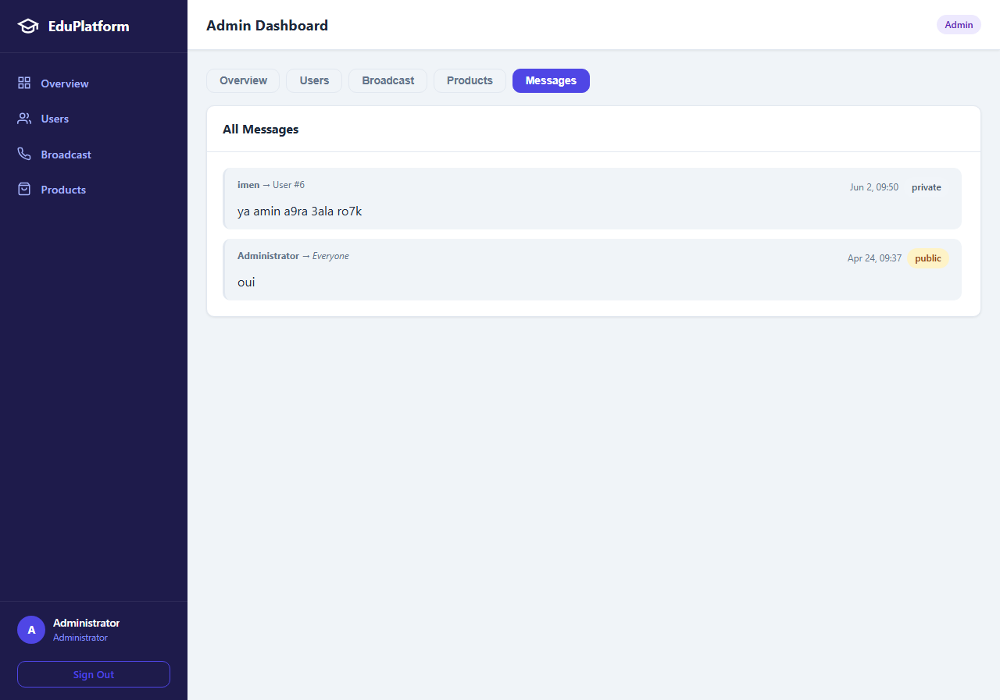 EduPlatform
Overview
Users
Broadcast
Products
Administrator
A
Administrator
Sign Out
Admin Dashboard
Admin
Overview Users Broadcast Products Messages
All Messages
imen → User #6 Jun 2, 09:50 private
ya amin a9ra 3ala ro7k
Administrator → Everyone Apr 24, 09:37 public
oui